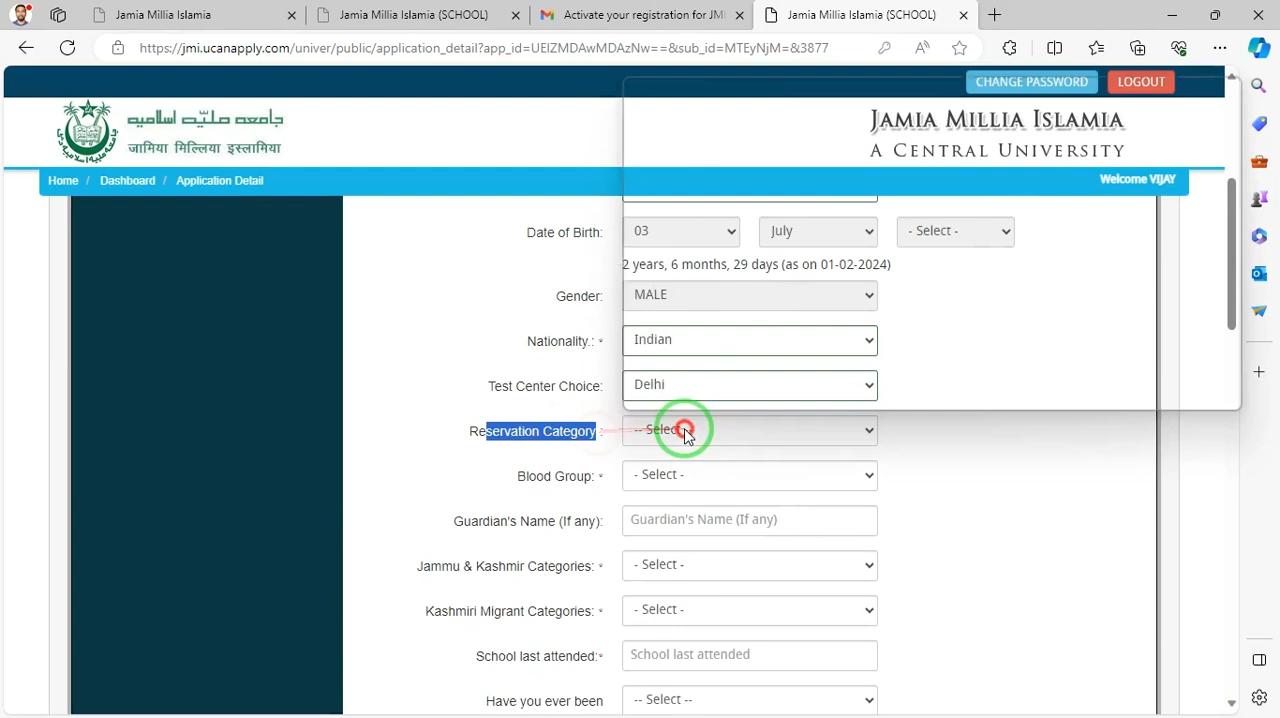 Jamia Millia Islamia
Jamia Millia Islamia (SCHOOL)
Activate your registration for JMI
Jamia Millia Islamia (SCHOOL)
https://jmi.ucanapply.com/univer/public/application_detail?app_id=UElZMDAwMDAzNw==&sub_id=MTEyNjM=&3877
CHANGE PASSWORD
LOGOUT
جامعه ملیّه اسلامیه
जामिया मिल्लिया इस्लामिया
Jamia Millia Islamia
A Central University
Home / Dashboard / Application Detail
Welcome VIJAY
Date of Birth: 03 July - Select -
2 years, 6 months, 29 days (as on 01-02-2024)
Gender: MALE
Nationality.: * Indian
Test Center Choice: Delhi
Reservation Category : -- Select
Blood Group: * - Select -
Guardian's Name (If any): Guardian's Name (If any)
Jammu & Kashmir Categories: * - Select -
Kashmiri Migrant Categories: * - Select -
School last attended:* School last attended
Have you ever been -- Select --